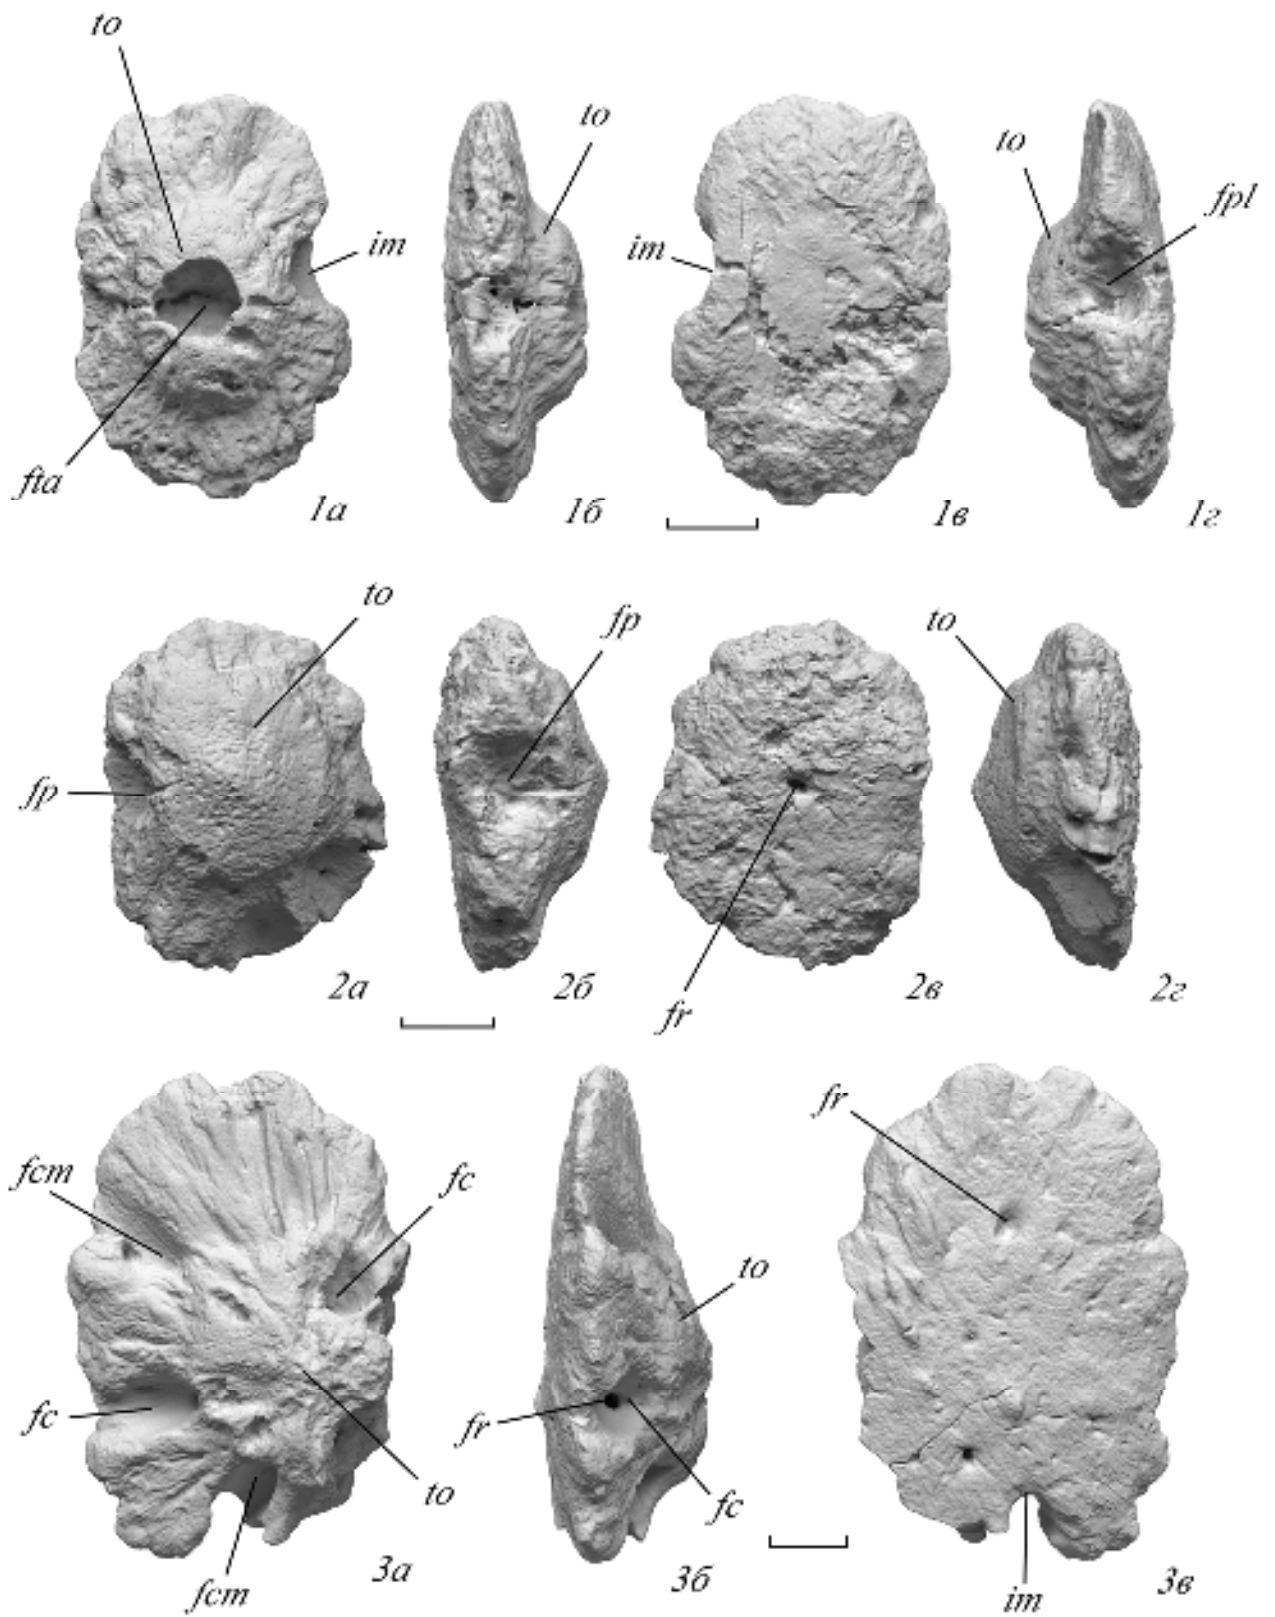 to
to
to
fpl
im
im
fta
1а
1б
1в
1г
to
fp
to
fp
2а
2б
2в
2г
fr
fr
fcm
fc
to
fc
fr
to
fc
3а
3б
3в
fcm
im